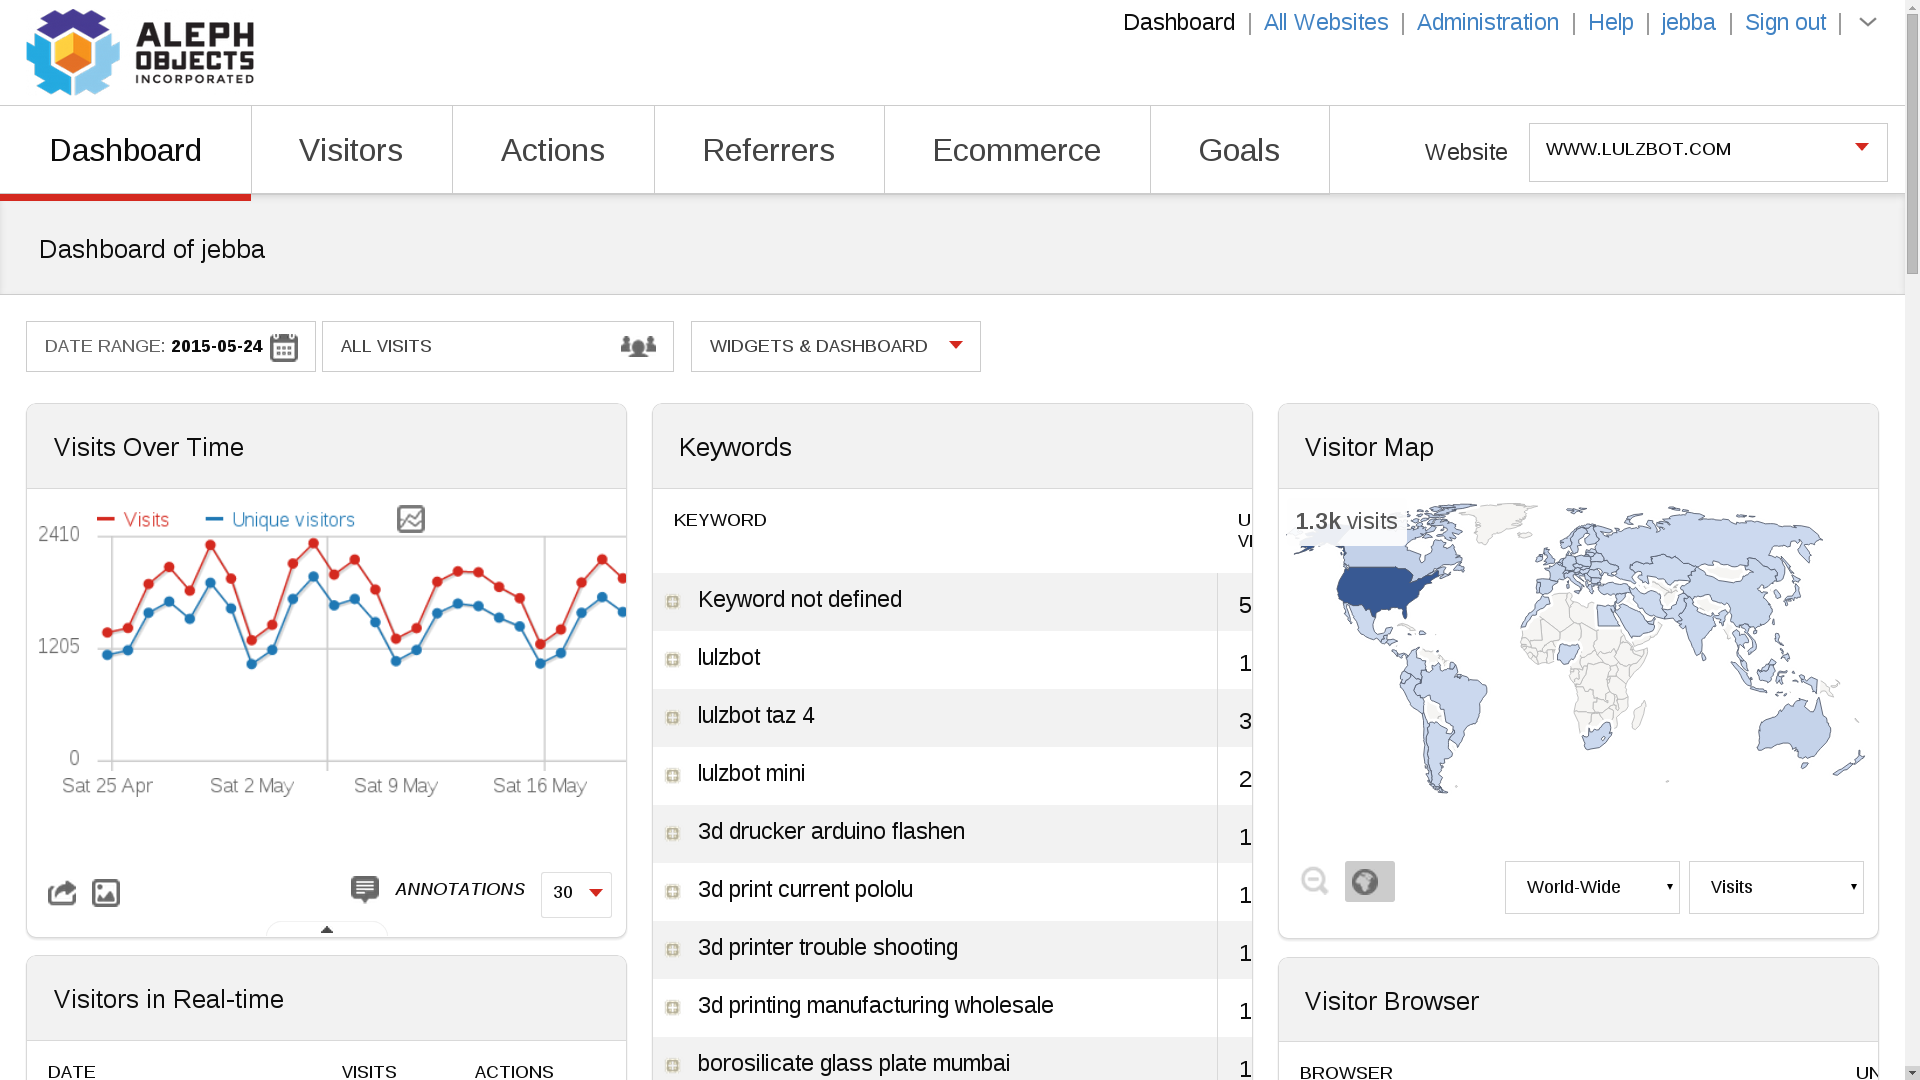 ALEPH
OBJECTS
INCORPORATED
Dashboard | All Websites | Administration | Help | jebba | Sign out |
Dashboard
Visitors
Actions
Referrers
Ecommerce
Goals
Website
WWW.LULZBOT.COM
Dashboard of jebba
DATE RANGE: 2015-05-24
ALL VISITS
WIDGETS & DASHBOARD
Visits Over Time
Visits
Unique visitors
2410
1205
0
Sat 25 Apr
Sat 2 May
Sat 9 May
Sat 16 May
ANNOTATIONS
30
Visitors in Real-time
DATE
VISITS
ACTIONS
Keywords
KEYWORD
U
VI
Keyword not defined
5
lulzbot
1
lulzbot taz 4
3
lulzbot mini
2
3d drucker arduino flashen
1
3d print current pololu
1
3d printer trouble shooting
1
3d printing manufacturing wholesale
1
borosilicate glass plate mumbai
1
Visitor Map
1.3k visits
World-Wide
Visits
Visitor Browser
BROWSER
UN